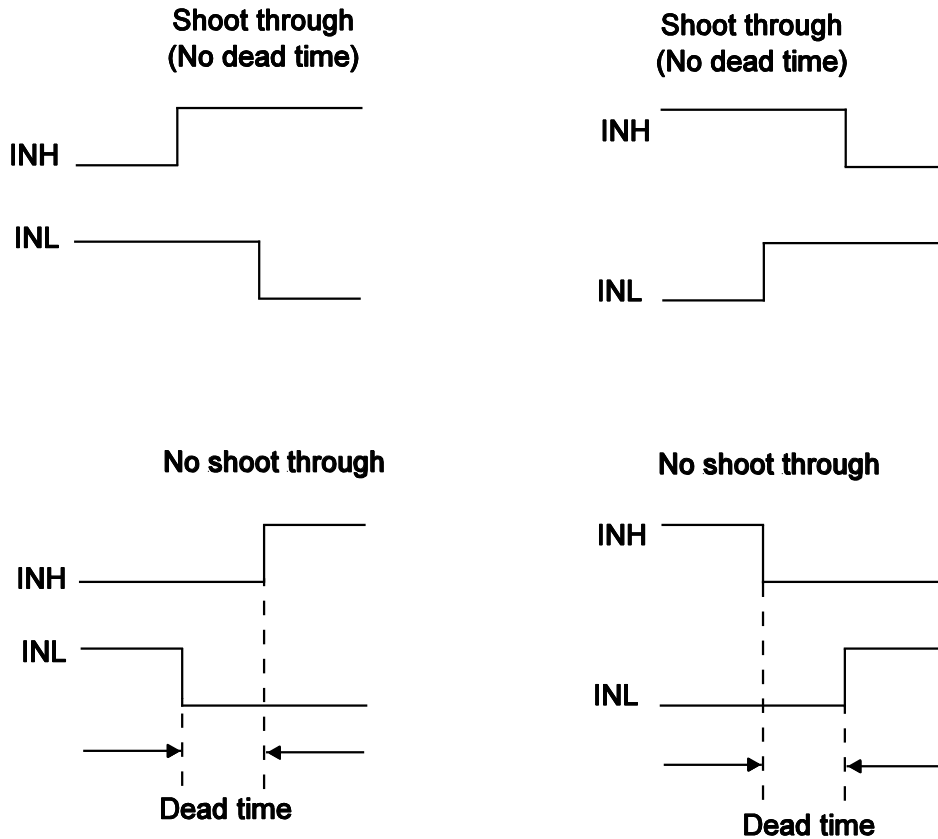 Shoot through
(No dead time)
INH
INL
Shoot through
(No dead time)
INH
INL
No shoot through
INH
INL
Dead time
No shoot through
INH
INL
Dead time